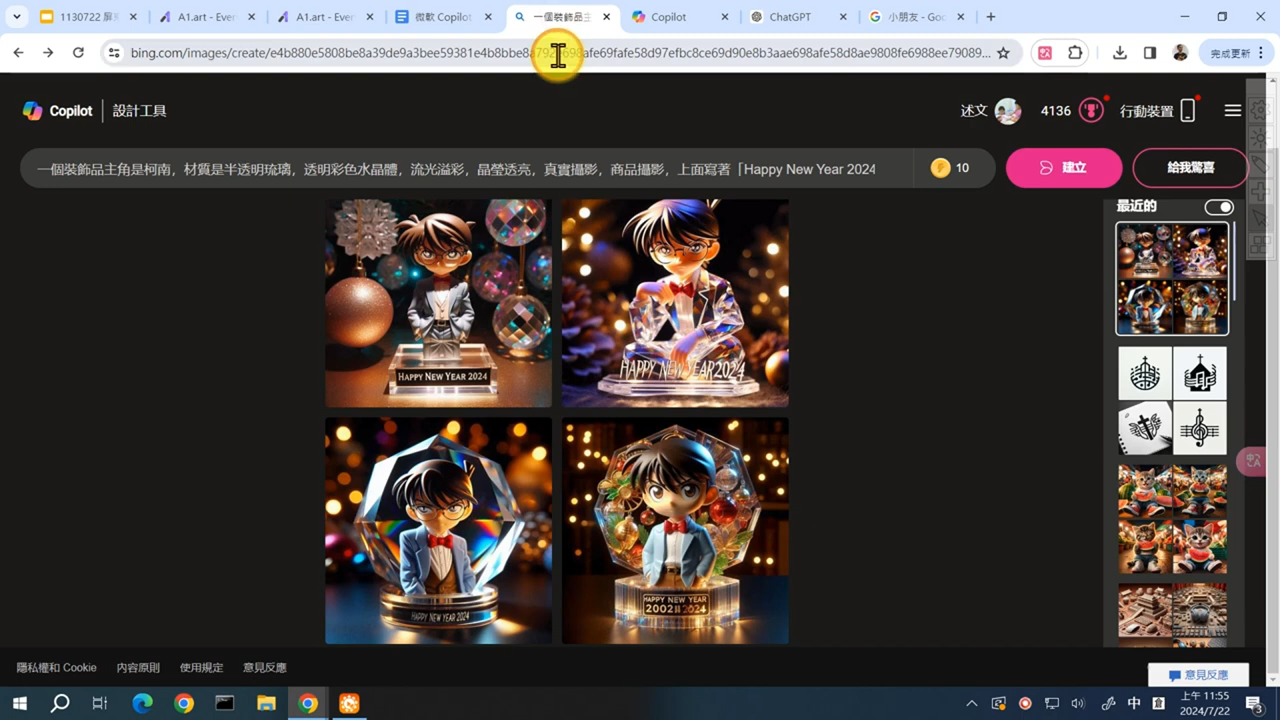 1130722 屏
A1.art - Ever
A1.art - Ever
微軟 Copilot
一個裝飾品主
Copilot
ChatGPT
小朋友 - Goo
完成更新
Copilot 設計工具
述文
4136
行動裝置
一個裝飾品主角是柯南，材質是半透明琉璃，透明彩色水晶體，流光溢彩，晶瑩透亮，真實攝影，商品攝影，上面寫著「Happy New Year 2024
10
建立
給我驚喜
最近的
HAPPY NEW YEAR 2024
HAPPY NEW YEAR2024
HAPPY NEW YEAR 2024
HAPPY NEW YEAR
隱私權和 Cookie
內容原則
使用規定
意見反應
意見反應
中
上午 11:55
2024/7/22
3